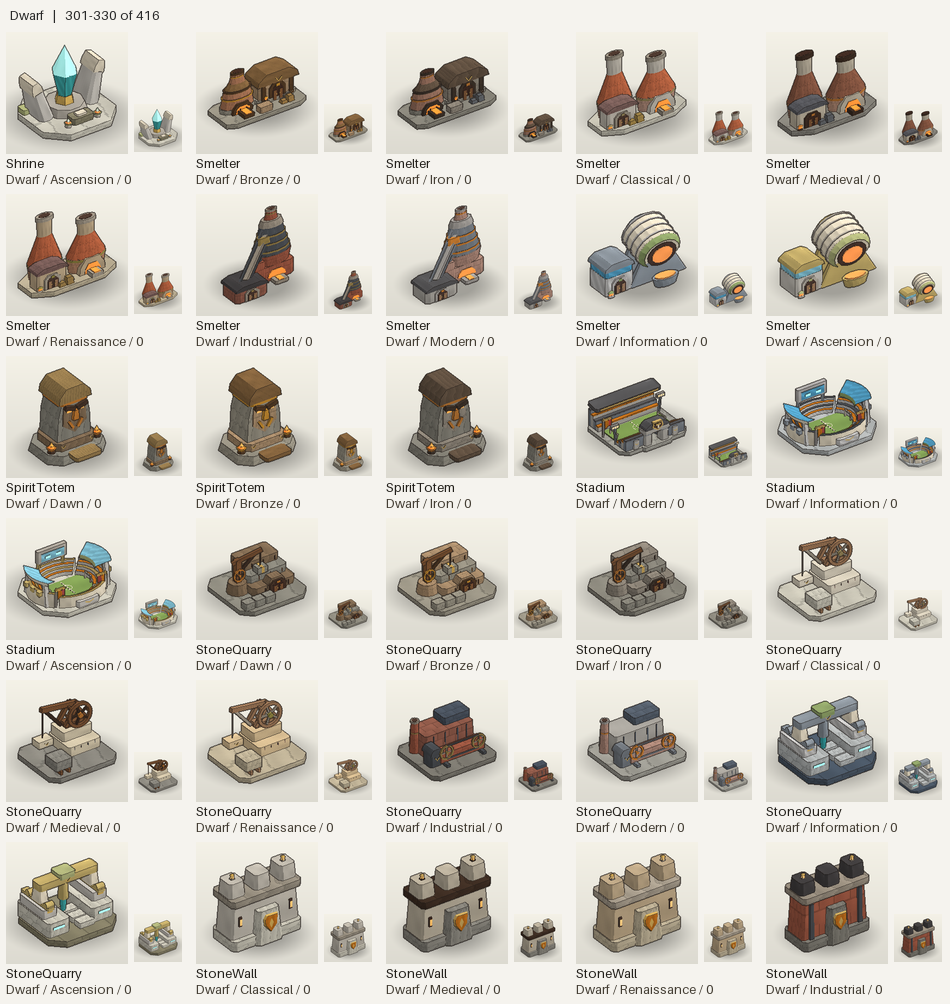 Dwarf | 301-330 of 416
Shrine
Dwarf / Ascension / 0
Smelter
Dwarf / Bronze / 0
Smelter
Dwarf / Iron / 0
Smelter
Dwarf / Classical / 0
Smelter
Dwarf / Medieval / 0
Smelter
Dwarf / Renaissance / 0
Smelter
Dwarf / Industrial / 0
Smelter
Dwarf / Modern / 0
Smelter
Dwarf / Information / 0
Smelter
Dwarf / Ascension / 0
SpiritTotem
Dwarf / Dawn / 0
SpiritTotem
Dwarf / Bronze / 0
SpiritTotem
Dwarf / Iron / 0
Stadium
Dwarf / Modern / 0
Stadium
Dwarf / Information / 0
Stadium
Dwarf / Ascension / 0
StoneQuarry
Dwarf / Dawn / 0
StoneQuarry
Dwarf / Bronze / 0
StoneQuarry
Dwarf / Iron / 0
StoneQuarry
Dwarf / Classical / 0
StoneQuarry
Dwarf / Medieval / 0
StoneQuarry
Dwarf / Renaissance / 0
StoneQuarry
Dwarf / Industrial / 0
StoneQuarry
Dwarf / Modern / 0
StoneQuarry
Dwarf / Information / 0
StoneQuarry
Dwarf / Ascension / 0
StoneWall
Dwarf / Classical / 0
StoneWall
Dwarf / Medieval / 0
StoneWall
Dwarf / Renaissance / 0
StoneWall
Dwarf / Industrial / 0